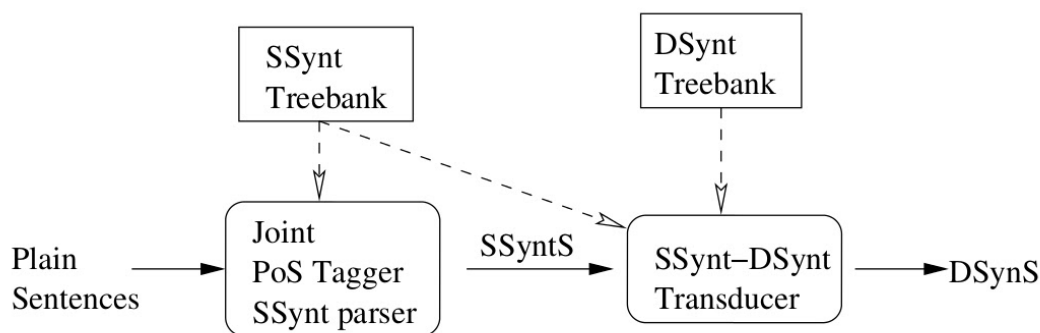 SSynt
Treebank
DSynt
Treebank
Plain
Sentences
Joint
PoS Tagger
SSynt parser
SSyntS
SSynt–DSynt
Transducer
DSynS